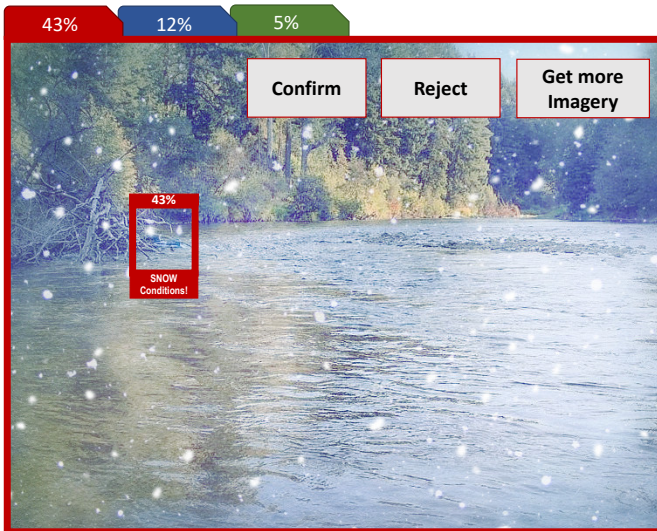 43%
12%
5%
Confirm
Reject
Get more
Imagery
43%
SNOW
Conditions!